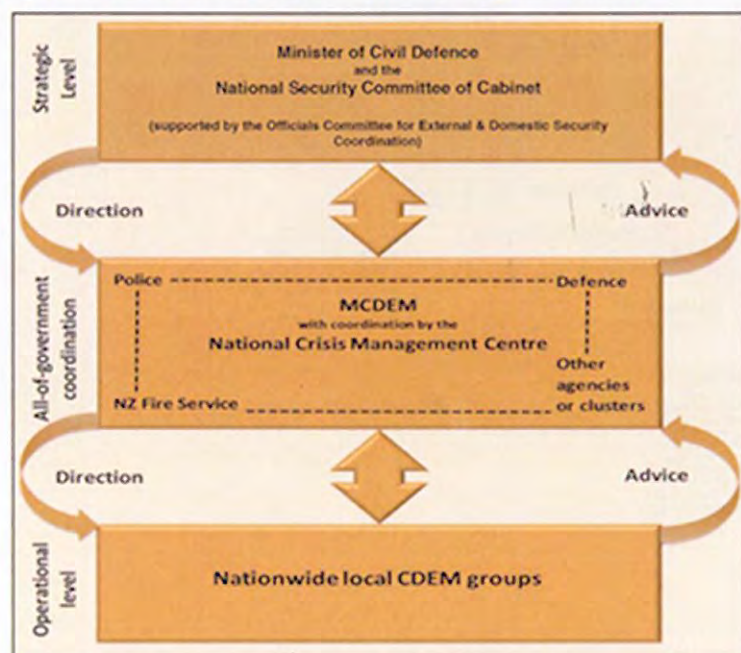 Strategic
Level
Minister of Civil Defence
and the
National Security Committee of Cabinet
(supported by the Officials Committee for External & Domestic Security
Coordination)
Direction
Advice
All-of-government
coordination
Police
Defence
MCDEM
with coordination by the
National Crisis Management Centre
Other
agencies
or clusters
NZ Fire Service
Direction
Advice
Operational
level
Nationwide local CDEM groups